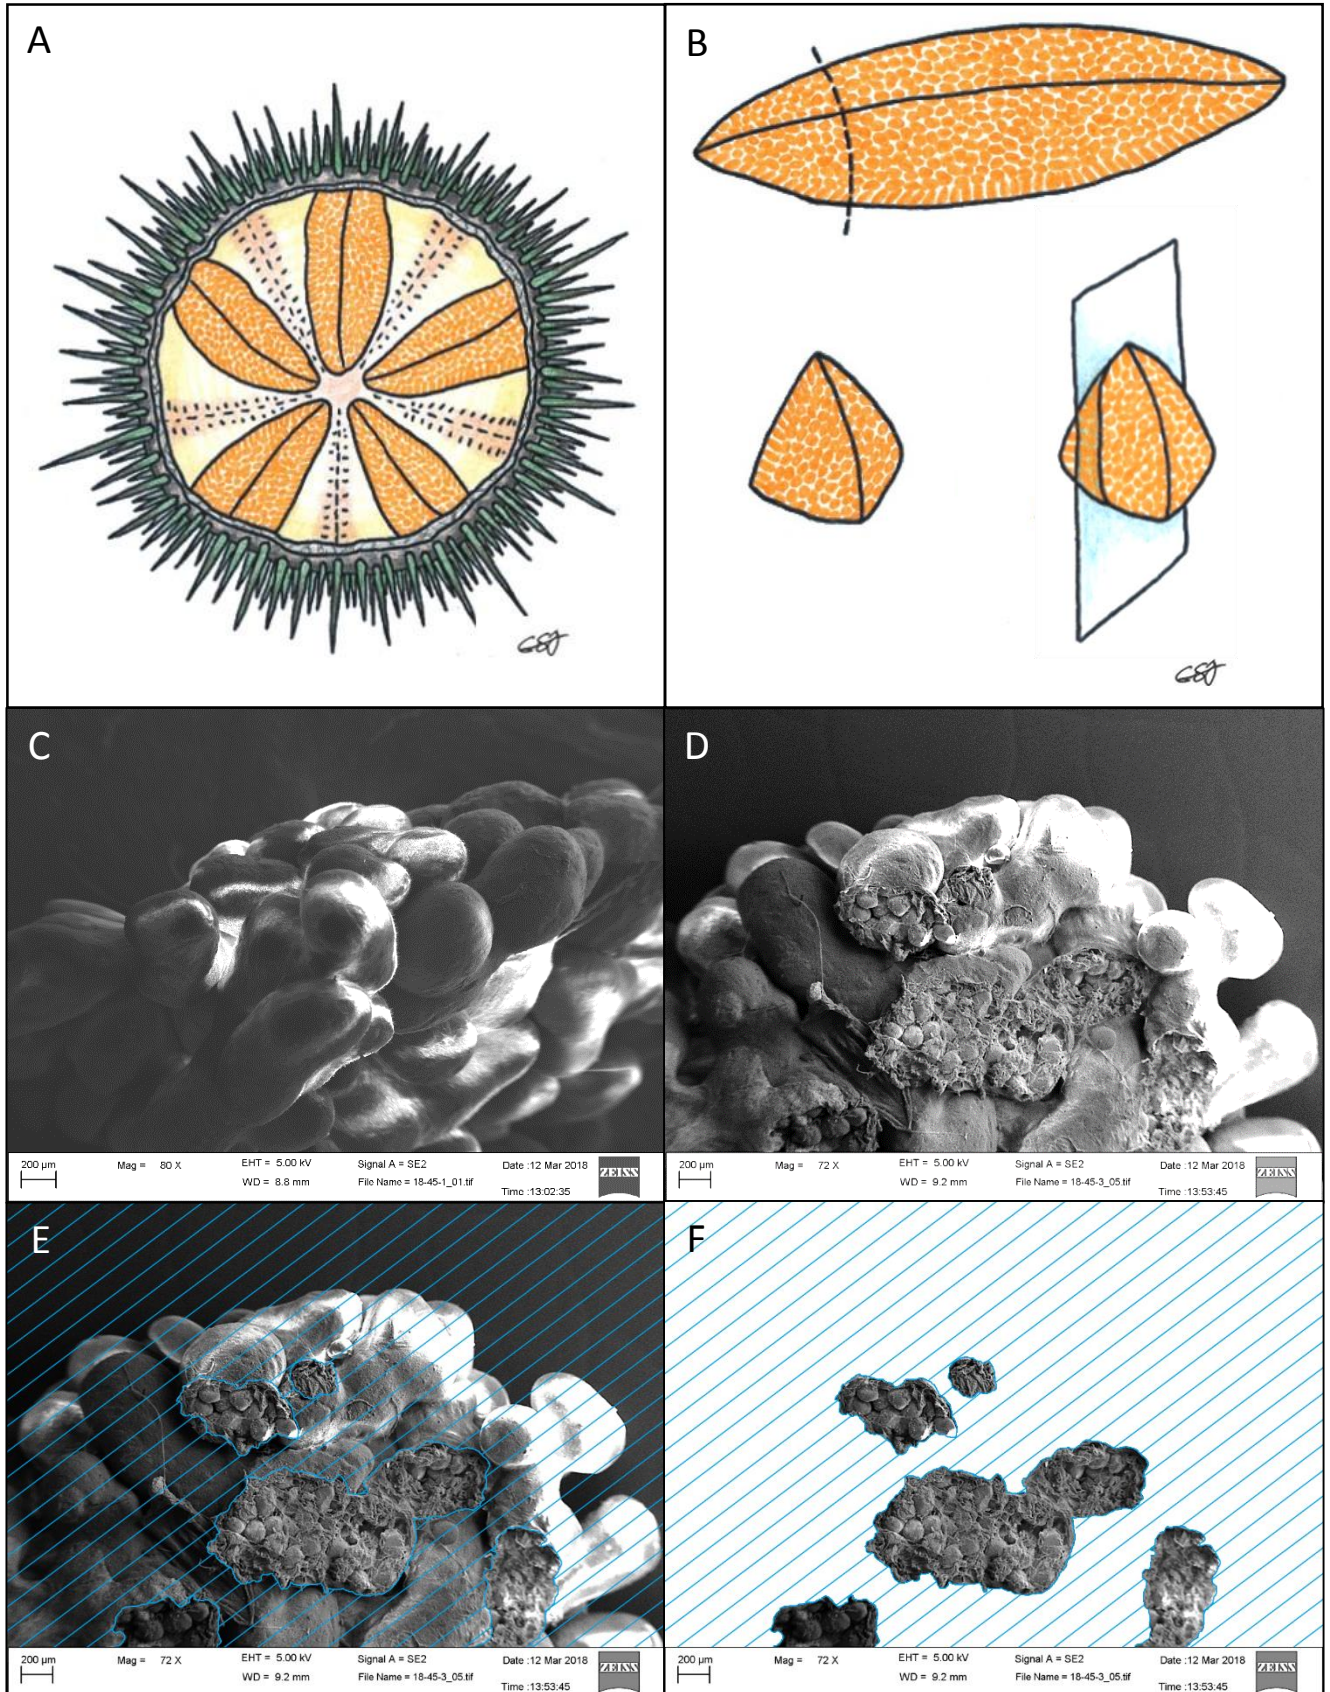 A
B
C
200 µm
Mag = 80 X
EHT = 5.00 kV
WD = 8.8 mm
Signal A = SE2
File Name = 18-45-1_01.tif
Date :12 Mar 2018
Time :13:02:35
ZEISS
D
200 µm
Mag = 72 X
EHT = 5.00 kV
WD = 9.2 mm
Signal A = SE2
File Name = 18-45-3_05.tif
Date :12 Mar 2018
Time :13:53:45
ZEISS
E
200 µm
Mag = 72 X
EHT = 5.00 kV
WD = 9.2 mm
Signal A = SE2
File Name = 18-45-3_05.tif
Date :12 Mar 2018
Time :13:53:45
ZEISS
F
200 µm
Mag = 72 X
EHT = 5.00 kV
WD = 9.2 mm
Signal A = SE2
File Name = 18-45-3_05.tif
Date :12 Mar 2018
Time :13:53:45
ZEISS